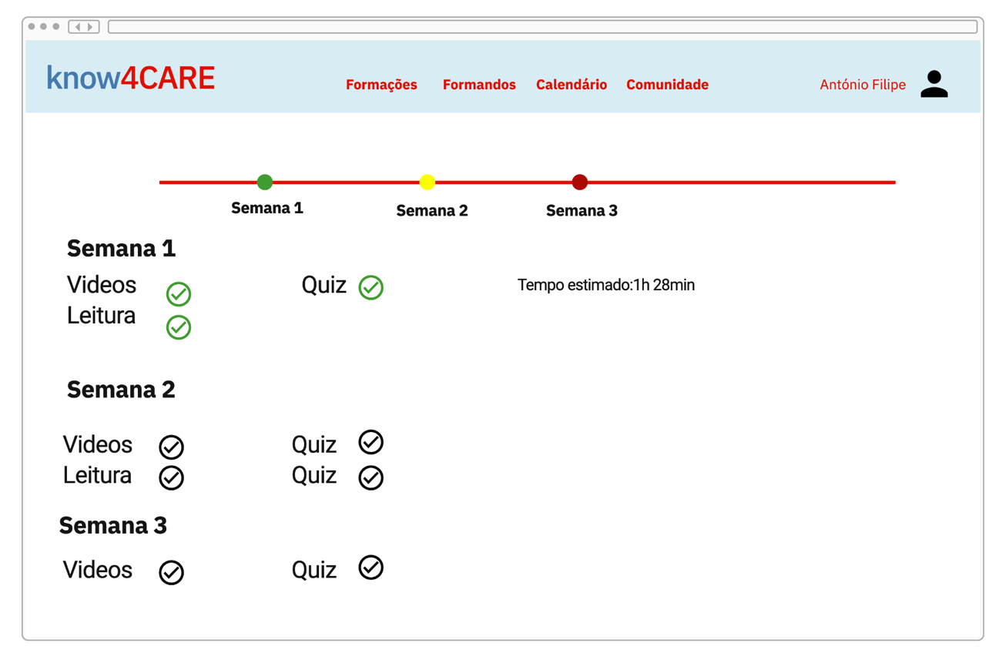 know4CARE
Formações Formandos Calendário Comunidade
António Filipe
Semana 1 Semana 2 Semana 3
Semana 1
Videos Quiz Tempo estimado:1h 28min
Leitura
Semana 2
Videos Quiz
Leitura Quiz
Semana 3
Videos Quiz